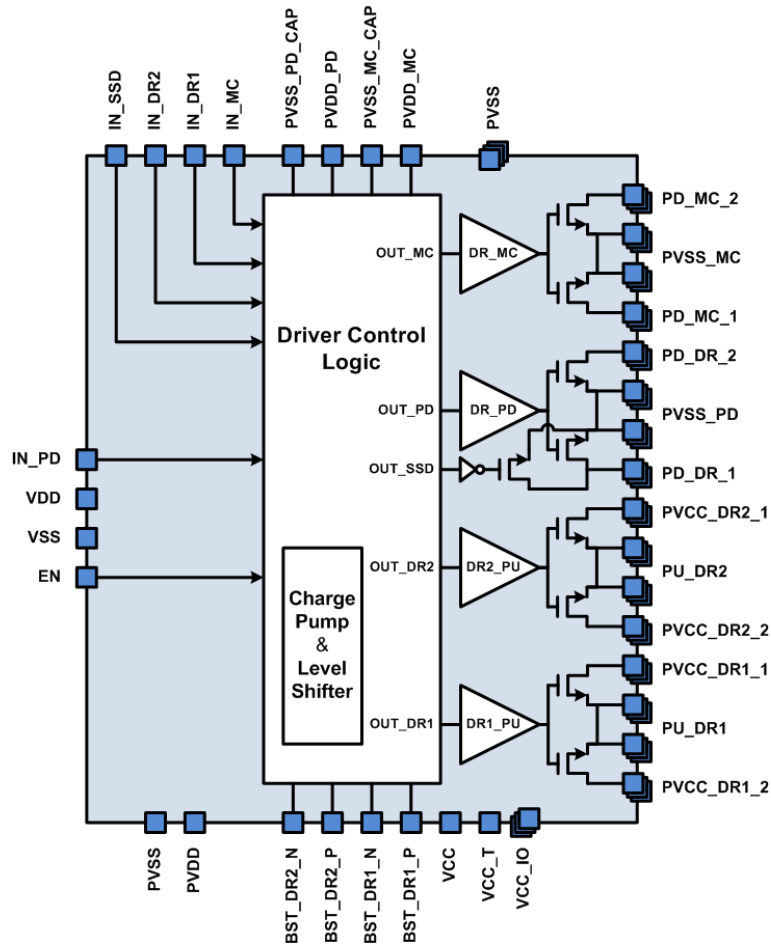 IN_SSD
IN_DR2
IN_DR1
IN_MC
PVSS_PD_CAP
PVDD_PD
PVSS_MC_CAP
PVDD_MC
PVSS
PD_MC_2
PVSS_MC
PD_MC_1
PD_DR_2
PVSS_PD
PD_DR_1
PVCC_DR2_1
PU_DR2
PVCC_DR2_2
PVCC_DR1_1
PU_DR1
PVCC_DR1_2
OUT_MC
DR_MC
Driver Control
Logic
OUT_PD
DR_PD
OUT_SSD
OUT_DR2
DR2_PU
OUT_DR1
DR1_PU
Charge
Pump
&
Level
Shifter
IN_PD
VDD
VSS
EN
PVSS
PVDD
BST_DR2_N
BST_DR2_P
BST_DR1_N
BST_DR1_P
VCC
VCC_T
VCC_IO